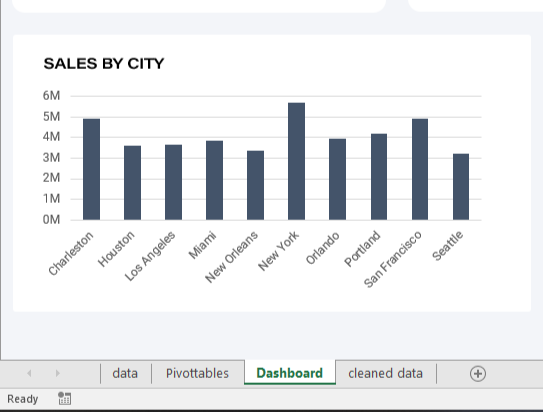 SALES BY CITY
6M
5M
4M
3M
2M
1M
0M
Charleston
Houston
Los Angeles
Miami
New Orleans
New York
Orlando
Portland
San Francisco
Seattle
data Pivottables Dashboard cleaned data
Ready